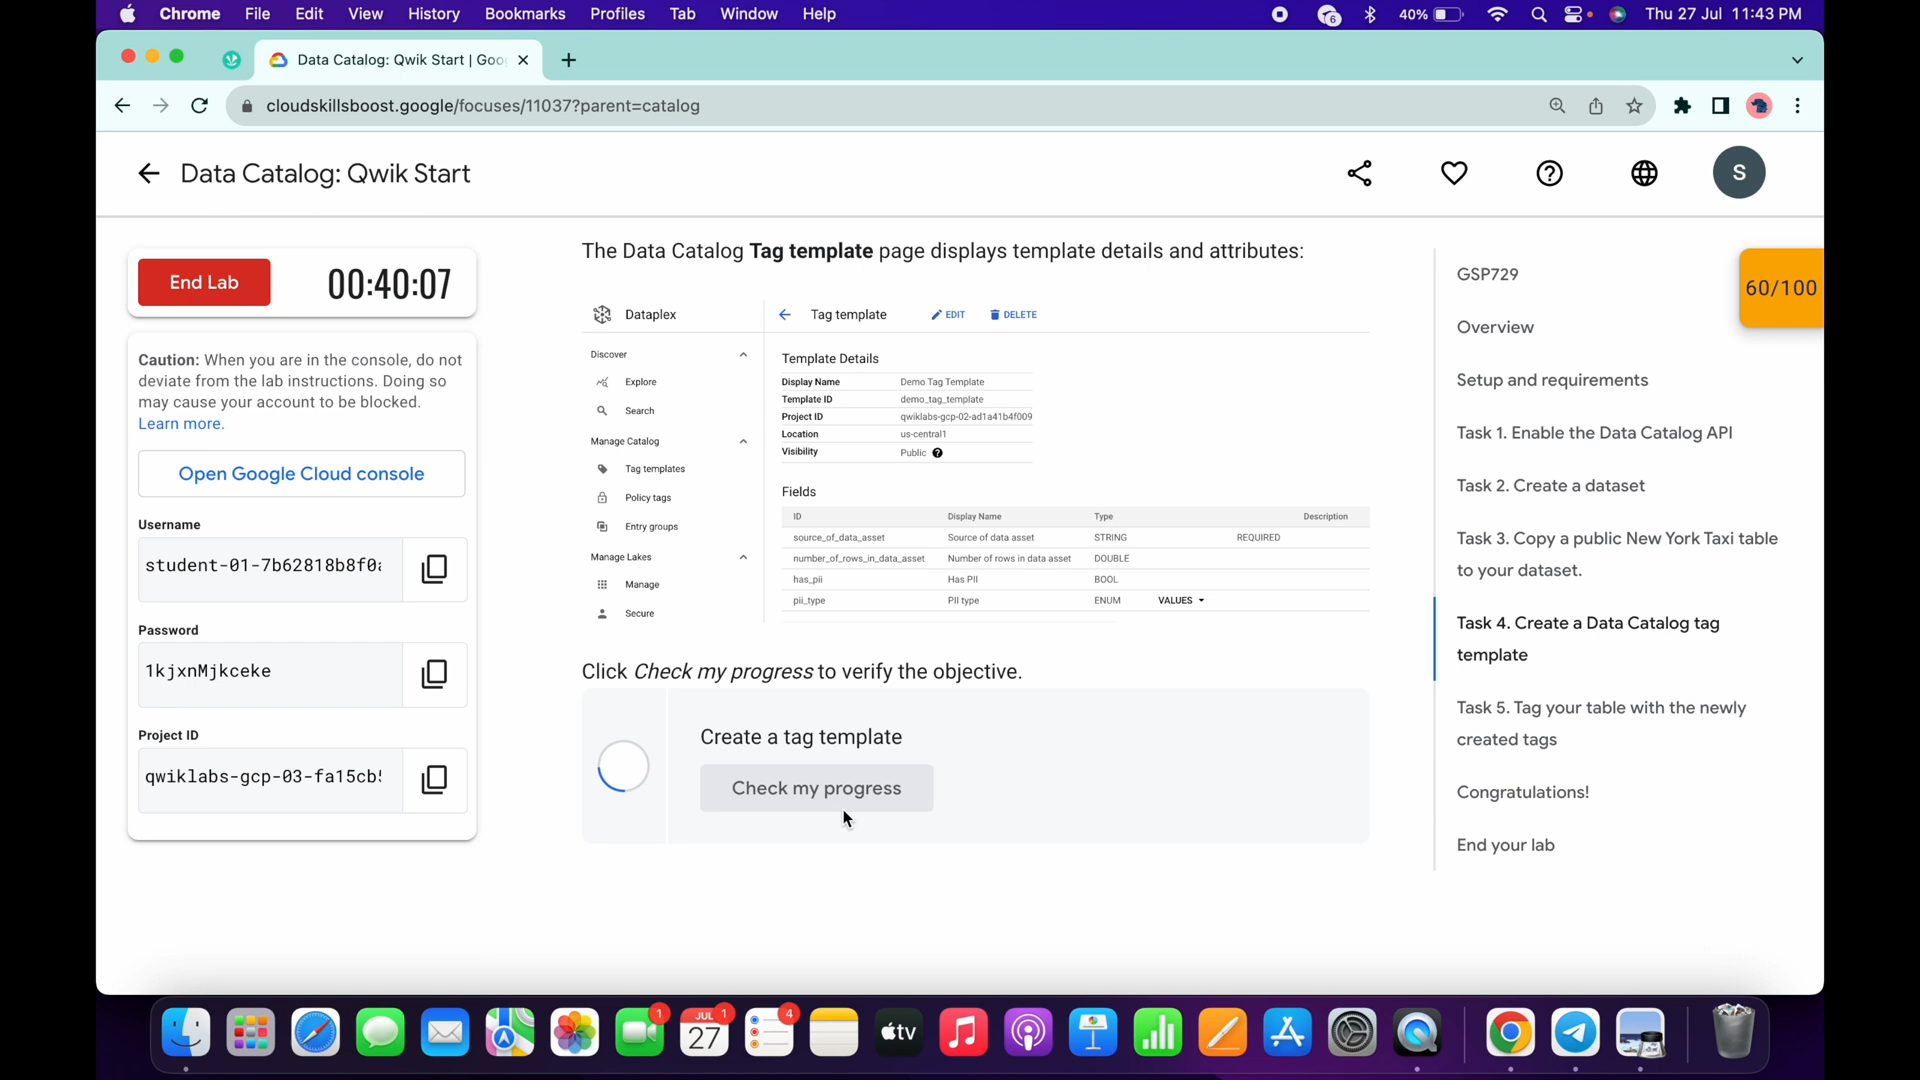 Chrome File Edit View History Bookmarks Profiles Tab Window Help 6 40% Thu 27 Jul 11:43 PM
Data Catalog: Qwik Start | Goo
cloudskillsboost.google/focuses/11037?parent=catalog
Data Catalog: Qwik Start
S
End Lab 00:40:07
Caution: When you are in the console, do not
deviate from the lab instructions. Doing so
may cause your account to be blocked.
Learn more.
Open Google Cloud console
Username
student-01-7b62818b8f0
Password
1kjxnMjkceke
Project ID
qwiklabs-gcp-03-fa15cb
The Data Catalog Tag template page displays template details and attributes:
Dataplex
Discover
Explore
Search
Manage Catalog
Tag templates
Policy tags
Entry groups
Manage Lakes
Manage
Secure
Tag template EDIT DELETE
Template Details
Display Name Demo Tag Template
Template ID demo_tag_template
Project ID qwiklabs-gcp-02-ad1a41b4f009
Location us-central1
Visibility Public
Fields
ID Display Name Type Description
source_of_data_asset Source of data asset STRING REQUIRED
number_of_rows_in_data_asset Number of rows in data asset DOUBLE
has_pii Has PII BOOL
pii_type PII type ENUM VALUES
Click Check my progress to verify the objective.
Create a tag template
Check my progress
GSP729
Overview
Setup and requirements
Task 1. Enable the Data Catalog API
Task 2. Create a dataset
Task 3. Copy a public New York Taxi table
to your dataset.
Task 4. Create a Data Catalog tag
template
Task 5. Tag your table with the newly
created tags
Congratulations!
End your lab
60/100
1
JUL
27
1
4
tv